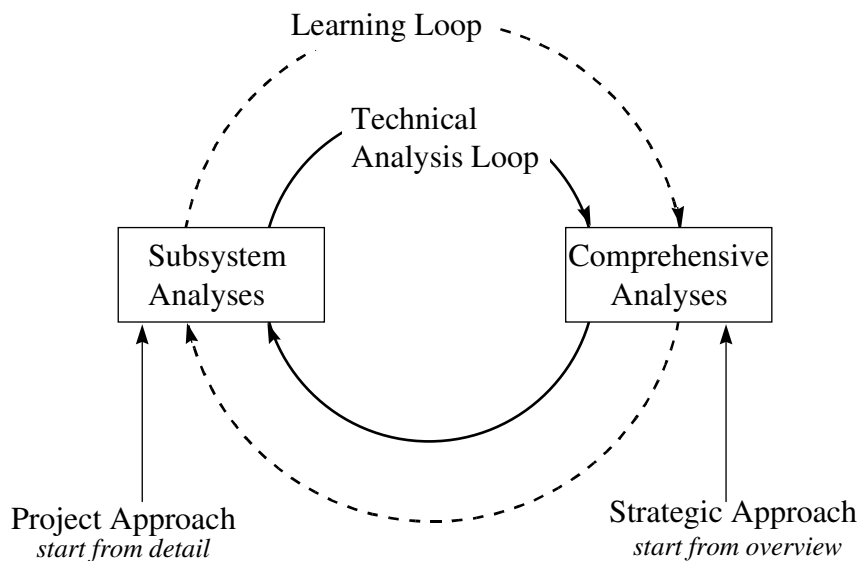 Learning Loop
Technical
Analysis Loop
Subsystem
Analyses
Comprehensive
Analyses
Project Approach
start from detail
Strategic Approach
start from overview